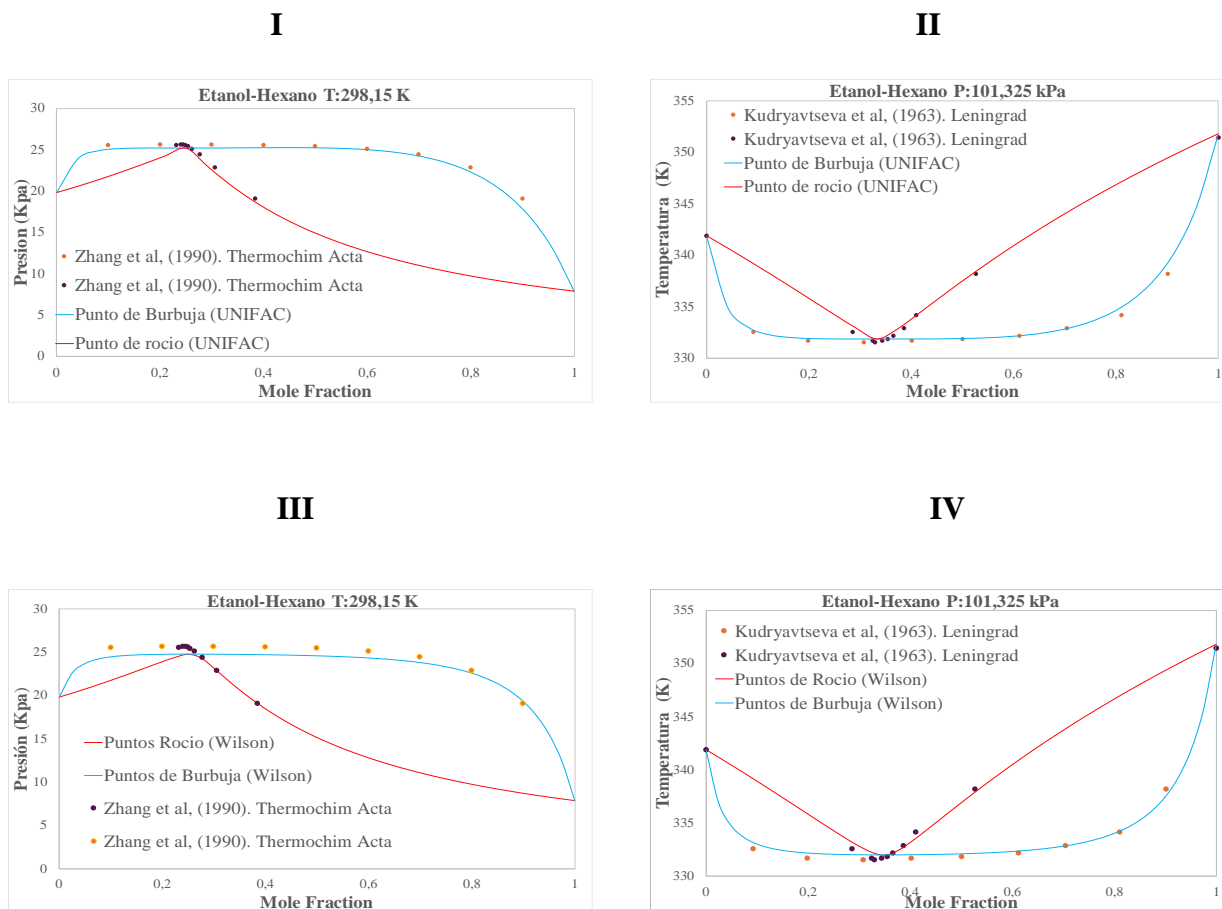 I
II
Etanol-Hexano T:298,15 K
30
25
20
15
10
5
0
Presion (Kpa)
Zhang et al, (1990). Thermochim Acta
Zhang et al, (1990). Thermochim Acta
Punto de Burbuja (UNIFAC)
Punto de rocio (UNIFAC)
0
0,2
0,4
0,6
0,8
1
Mole Fraction
Etanol-Hexano P:101,325 kPa
355
350
345
340
335
330
Temperatura (K)
Kudryavtseva et al, (1963). Leningrad
Kudryavtseva et al, (1963). Leningrad
Punto de Burbuja (UNIFAC)
Punto de rocio (UNIFAC)
0
0,2
0,4
0,6
0,8
1
Mole Fraction
III
IV
Etanol-Hexano T:298,15 K
30
25
20
15
10
5
0
Presión (Kpa)
Puntos Rocio (Wilson)
Puntos de Burbuja (Wilson)
Zhang et al, (1990). Thermochim Acta
Zhang et al, (1990). Thermochim Acta
0
0,2
0,4
0,6
0,8
1
Mole Fraction
Etanol-Hexano P:101,325 kPa
355
350
345
340
335
330
Temperatura (K)
Kudryavtseva et al, (1963). Leningrad
Kudryavtseva et al, (1963). Leningrad
Puntos de Rocio (Wilson)
Puntos de Burbuja (Wilson)
0
0,2
0,4
0,6
0,8
1
Mole Fraction